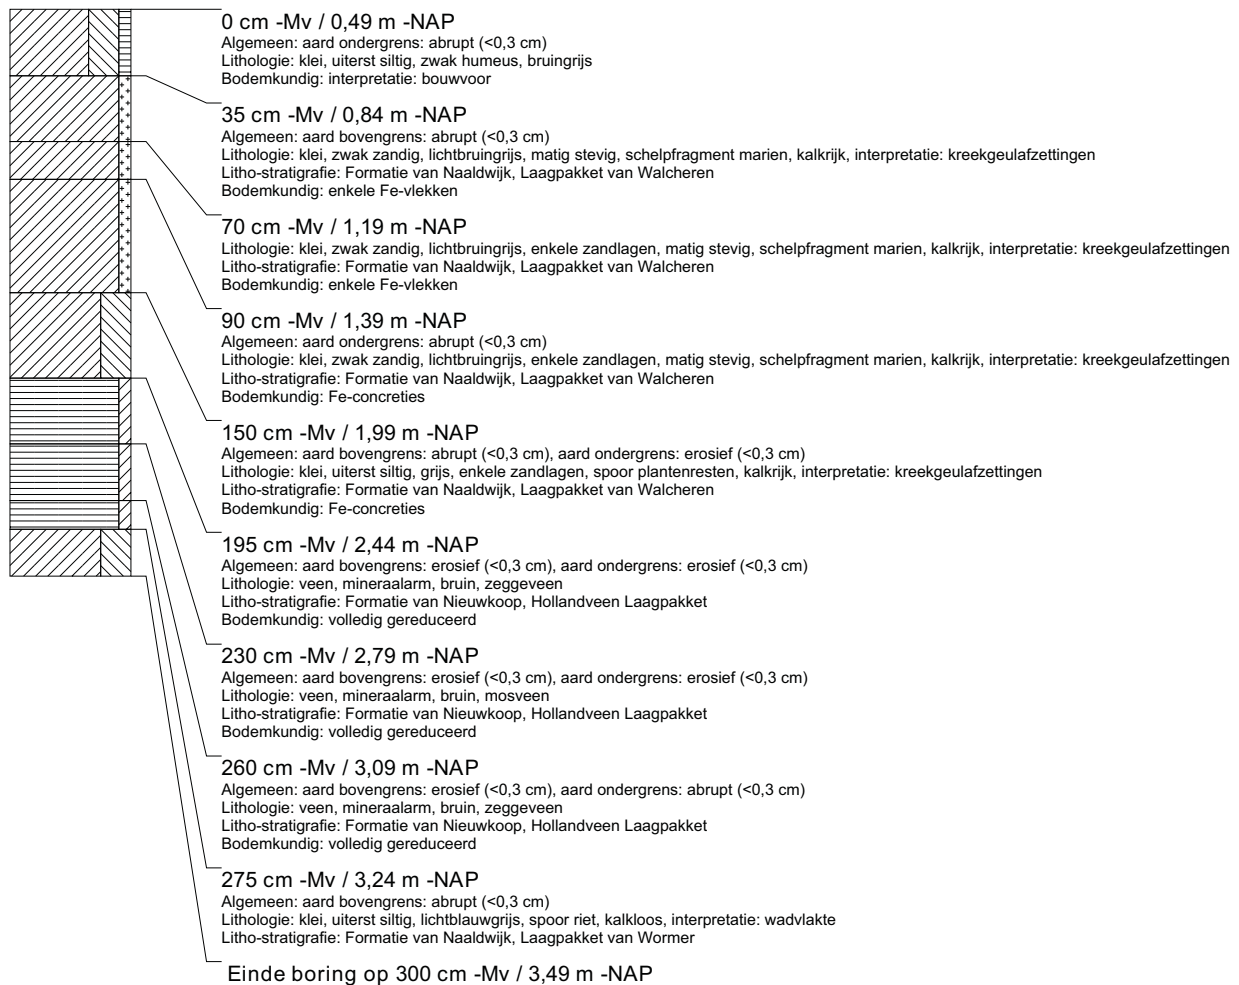 0 cm -Mv / 0,49 m -NAP
Algemeen: aard ondergrens: abrupt (<0,3 cm)
Lithologie: klei, uiterst siltig, zwak humeus, bruingrijs
Bodemkundig: interpretatie: bouwvoor
35 cm -Mv / 0,84 m -NAP
Algemeen: aard bovengrens: abrupt (<0,3 cm)
Lithologie: klei, zwak zandig, lichtbruingrijs, matig stevig, schelpfragment marien, kalkrijk, interpretatie: kreekgeulafzettingen
Litho-stratigrafie: Formatie van Naaldwijk, Laagpakket van Walcheren
Bodemkundig: enkele Fe-vlekken
70 cm -Mv / 1,19 m -NAP
Lithologie: klei, zwak zandig, lichtbruingrijs, enkele zandlagen, matig stevig, schelpfragment marien, kalkrijk, interpretatie: kreekgeulafzettingen
Litho-stratigrafie: Formatie van Naaldwijk, Laagpakket van Walcheren
Bodemkundig: enkele Fe-vlekken
90 cm -Mv / 1,39 m -NAP
Algemeen: aard ondergrens: abrupt (<0,3 cm)
Lithologie: klei, zwak zandig, lichtbruingrijs, enkele zandlagen, matig stevig, schelpfragment marien, kalkrijk, interpretatie: kreekgeulafzettingen
Litho-stratigrafie: Formatie van Naaldwijk, Laagpakket van Walcheren
Bodemkundig: Fe-concreties
150 cm -Mv / 1,99 m -NAP
Algemeen: aard bovengrens: abrupt (<0,3 cm), aard ondergrens: erosief (<0,3 cm)
Lithologie: klei, uiterst siltig, grijs, enkele zandlagen, spoor plantenresten, kalkrijk, interpretatie: kreekgeulafzettingen
Litho-stratigrafie: Formatie van Naaldwijk, Laagpakket van Walcheren
Bodemkundig: Fe-concreties
195 cm -Mv / 2,44 m -NAP
Algemeen: aard bovengrens: erosief (<0,3 cm), aard ondergrens: erosief (<0,3 cm)
Lithologie: veen, mineraalarm, bruin, zeggeveen
Litho-stratigrafie: Formatie van Nieuwkoop, Hollandveen Laagpakket
Bodemkundig: volledig gereduceerd
230 cm -Mv / 2,79 m -NAP
Algemeen: aard bovengrens: erosief (<0,3 cm), aard ondergrens: erosief (<0,3 cm)
Lithologie: veen, mineraalarm, bruin, mosveen
Litho-stratigrafie: Formatie van Nieuwkoop, Hollandveen Laagpakket
Bodemkundig: volledig gereduceerd
260 cm -Mv / 3,09 m -NAP
Algemeen: aard bovengrens: erosief (<0,3 cm), aard ondergrens: abrupt (<0,3 cm)
Lithologie: veen, mineraalarm, bruin, zeggeveen
Litho-stratigrafie: Formatie van Nieuwkoop, Hollandveen Laagpakket
Bodemkundig: volledig gereduceerd
275 cm -Mv / 3,24 m -NAP
Algemeen: aard bovengrens: abrupt (<0,3 cm)
Lithologie: klei, uiterst siltig, lichtblauwgrijs, spoor riet, kalkloos, interpretatie: wadvlakte
Litho-stratigrafie: Formatie van Naaldwijk, Laagpakket van Wormer
Einde boring op 300 cm -Mv / 3,49 m -NAP